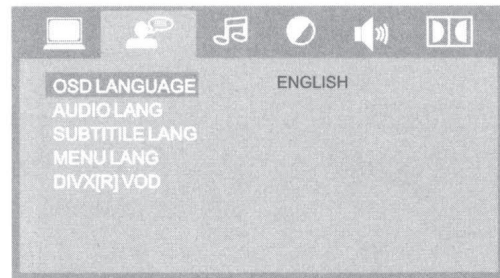 OSD LANGUAGE ENGLISH
AUDIO LANG
SUBTITILE LANG
MENU LANG
DIVX[R] VOD